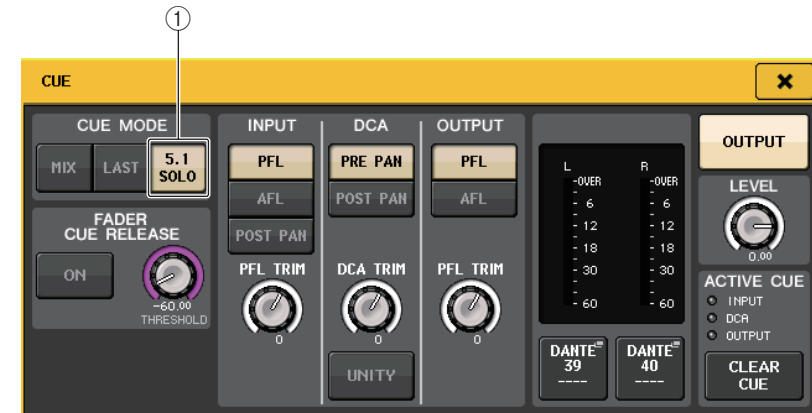 ①
CUE
CUE MODE
MIX
LAST
5.1
SOLO
FADER
CUE RELEASE
ON
-60.00
THRESHOLD
INPUT
PFL
AFL
POST PAN
PFL TRIM
0
DCA
PRE PAN
POST PAN
DCA TRIM
0
UNITY
OUTPUT
PFL
AFL
PFL TRIM
0
L R
-OVER -OVER
- 6 - 6
- 12 - 12
- 18 - 18
- 30 - 30
- 60 - 60
DANTE
39
----
DANTE
40
----
OUTPUT
LEVEL
0.00
ACTIVE CUE
INPUT
DCA
OUTPUT
CLEAR
CUE